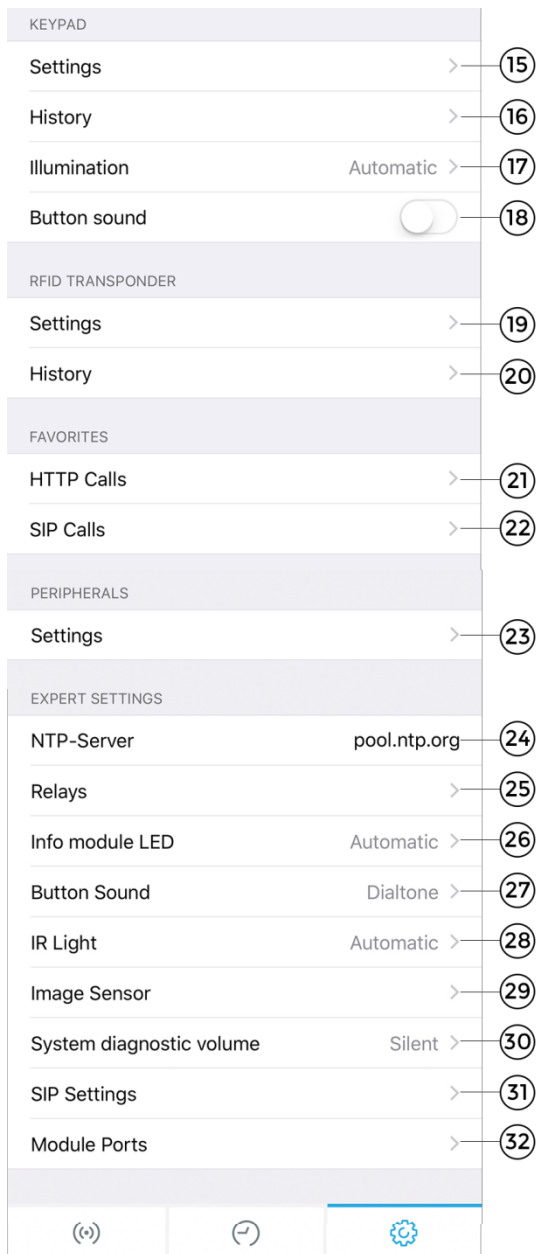 KEYPAD
Settings 15
History 16
Illumination Automatic 17
Button sound 18
RFID TRANSPONDER
Settings 19
History 20
FAVORITES
HTTP Calls 21
SIP Calls 22
PERIPHERALS
Settings 23
EXPERT SETTINGS
NTP-Server pool.ntp.org 24
Relays 25
Info module LED Automatic 26
Button Sound Dialtone 27
IR Light Automatic 28
Image Sensor 29
System diagnostic volume Silent 30
SIP Settings 31
Module Ports 32